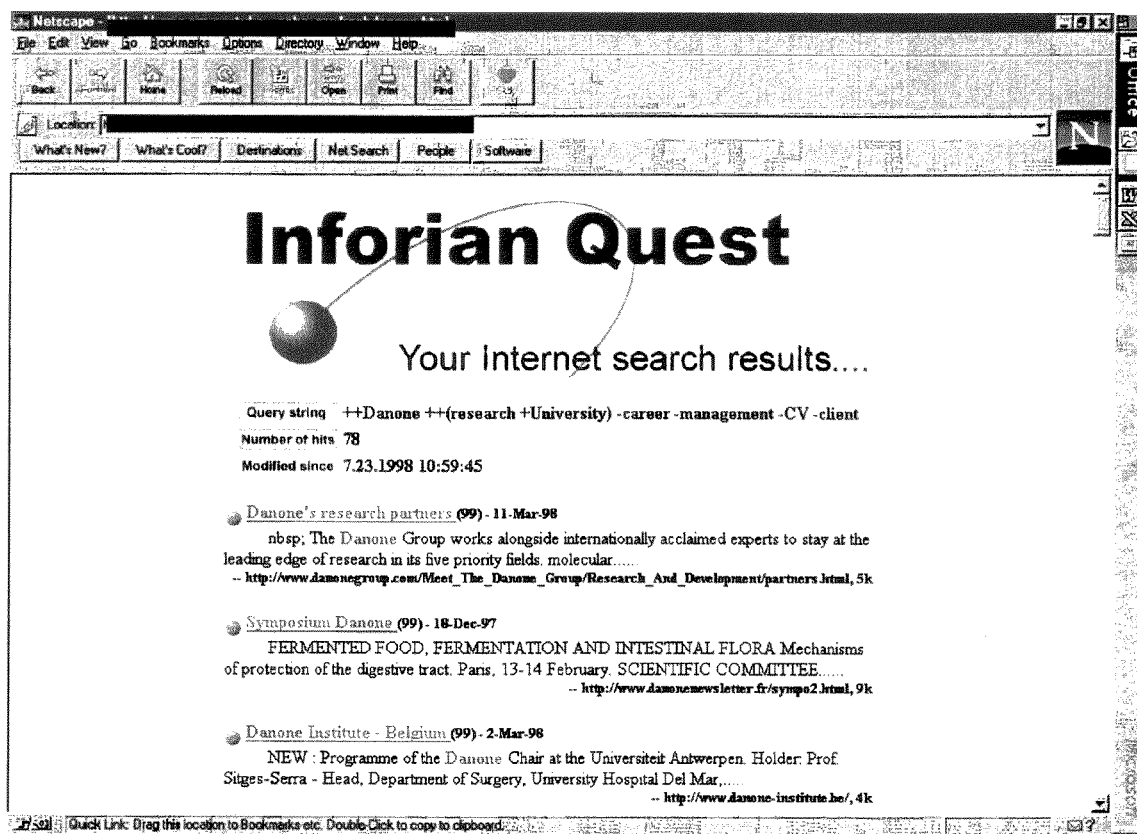 Netscape -
File Edit View Go Bookmarks Options Directory Window Help
Back Home Reload Open Print Find
Location:
What's New? What's Cool? Destinations Net Search People Software
Office
N
Inforian Quest
Your Internet search results....
Query string ++Danone ++(research +University) -career -management -CV -client
Number of hits 78
Modified since 7.23.1998 10:59:45
Danone's research partners (99) - 11-Mar-98
nbsp; The Danone Group works alongside internationally acclaimed experts to stay at the
leading edge of research in its five priority fields. molecular......
-- http://www.danonegroup.com/Meet_The_Danone_Group/Research_And_Development/partners.html, 5k
Symposium Danone (99) - 18-Dec-97
FERMENTED FOOD, FERMENTATION AND INTESTINAL FLORA Mechanisms
of protection of the digestive tract. Paris, 13-14 February. SCIENTIFIC COMMITTEE......
-- http://www.danonenewsletter.fr/sympo2.html, 9k
Danone Institute - Belgium (99) - 2-Mar-98
NEW : Programme of the Danone Chair at the Universiteit Antwerpen. Holder: Prof.
Sitges-Serra - Head, Department of Surgery, University Hospital Del Mar,.....
-- http://www.danone-institute.be/, 4k
Quick Link: Drag this location to Bookmarks etc. Double-Click to copy to clipboard.
Microsoft